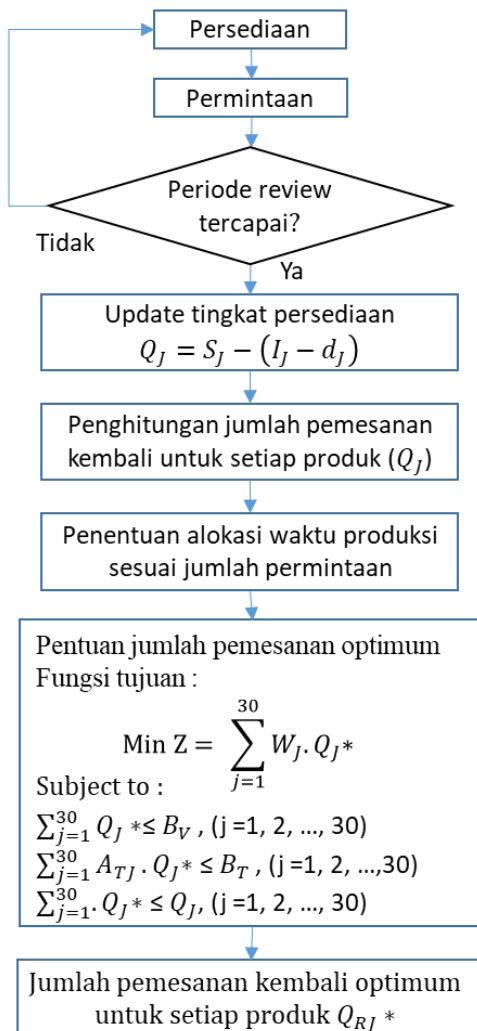 Persediaan
Permintaan
Periode review
tercapai?
Tidak
Ya
Update tingkat persediaan
Q_J = S_J − (I_J − d_J)
Penghitungan jumlah pemesanan
kembali untuk setiap produk (Q_J)
Penentuan alokasi waktu produksi
sesuai jumlah permintaan
Pentuan jumlah pemesanan optimum
Fungsi tujuan :
Min Z = ∑_{j=1}^{30} W_J. Q_J*
Subject to :
∑_{j=1}^{30} Q_J *≤ B_V , (j =1, 2, ..., 30)
∑_{j=1}^{30} A_{TJ} . Q_J* ≤ B_T , (j =1, 2, ...,30)
∑_{j=1}^{30}. Q_J* ≤ Q_J, (j =1, 2, ..., 30)
Jumlah pemesanan kembali optimum
untuk setiap produk Q_{RJ} *